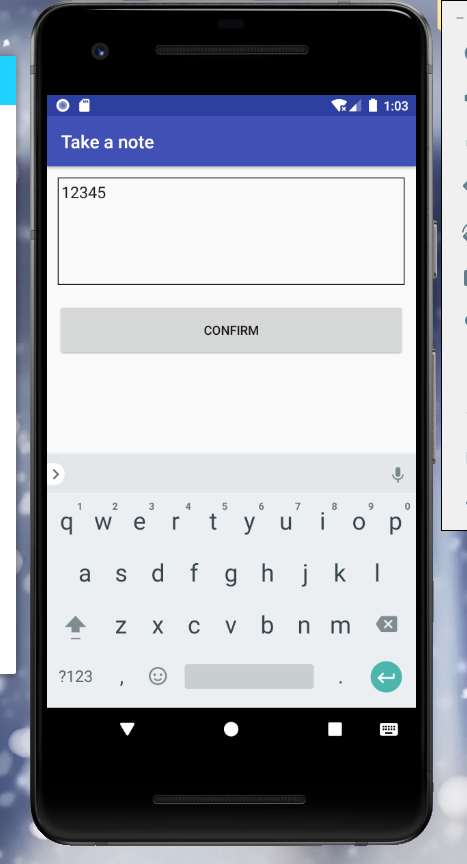 1:03
Take a note
12345
CONFIRM
1 2 3 4 5 6 7 8 9 0
q w e r t y u i o p
a s d f g h j k l
z x c v b n m
?123 , .